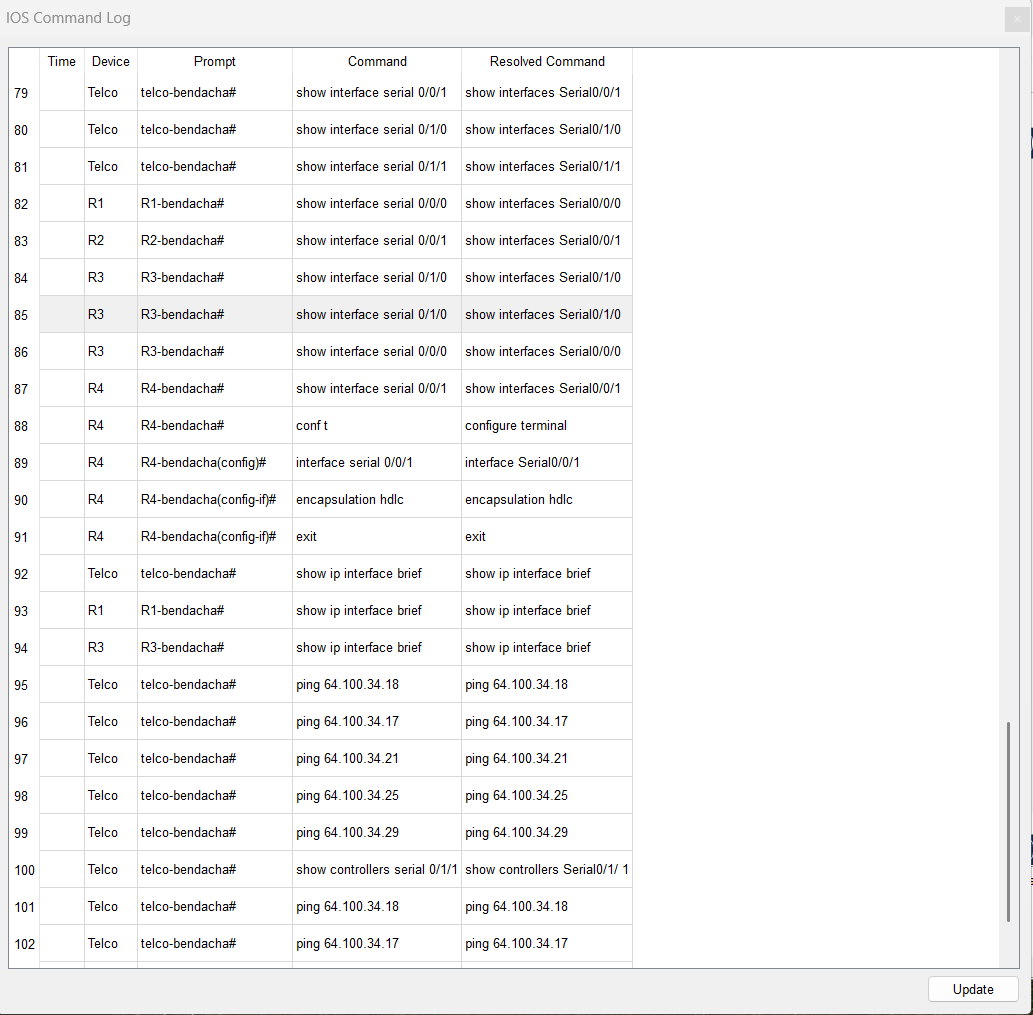 IOS Command Log
Time Device Prompt Command Resolved Command
79 Telco telco-bendacha# show interface serial 0/0/1 show interfaces Serial0/0/1
80 Telco telco-bendacha# show interface serial 0/1/0 show interfaces Serial0/1/0
81 Telco telco-bendacha# show interface serial 0/1/1 show interfaces Serial0/1/1
82 R1 R1-bendacha# show interface serial 0/0/0 show interfaces Serial0/0/0
83 R2 R2-bendacha# show interface serial 0/0/1 show interfaces Serial0/0/1
84 R3 R3-bendacha# show interface serial 0/1/0 show interfaces Serial0/1/0
85 R3 R3-bendacha# show interface serial 0/1/0 show interfaces Serial0/1/0
86 R3 R3-bendacha# show interface serial 0/0/0 show interfaces Serial0/0/0
87 R4 R4-bendacha# show interface serial 0/0/1 show interfaces Serial0/0/1
88 R4 R4-bendacha# conf t configure terminal
89 R4 R4-bendacha(config)# interface serial 0/0/1 interface Serial0/0/1
90 R4 R4-bendacha(config-if)# encapsulation hdlc encapsulation hdlc
91 R4 R4-bendacha(config-if)# exit exit
92 Telco telco-bendacha# show ip interface brief show ip interface brief
93 R1 R1-bendacha# show ip interface brief show ip interface brief
94 R3 R3-bendacha# show ip interface brief show ip interface brief
95 Telco telco-bendacha# ping 64.100.34.18 ping 64.100.34.18
96 Telco telco-bendacha# ping 64.100.34.17 ping 64.100.34.17
97 Telco telco-bendacha# ping 64.100.34.21 ping 64.100.34.21
98 Telco telco-bendacha# ping 64.100.34.25 ping 64.100.34.25
99 Telco telco-bendacha# ping 64.100.34.29 ping 64.100.34.29
100 Telco telco-bendacha# show controllers serial 0/1/1 show controllers Serial0/1/ 1
101 Telco telco-bendacha# ping 64.100.34.18 ping 64.100.34.18
102 Telco telco-bendacha# ping 64.100.34.17 ping 64.100.34.17
Update